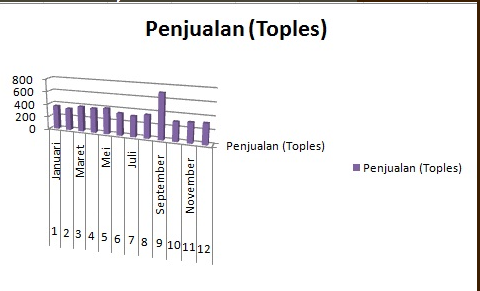 Penjualan (Toples)
800
600
400
200
0
Januari
Maret
Mei
Juli
September
November
1 2 3 4 5 6 7 8 9 10 11 12
Penjualan (Toples)
Penjualan (Toples)